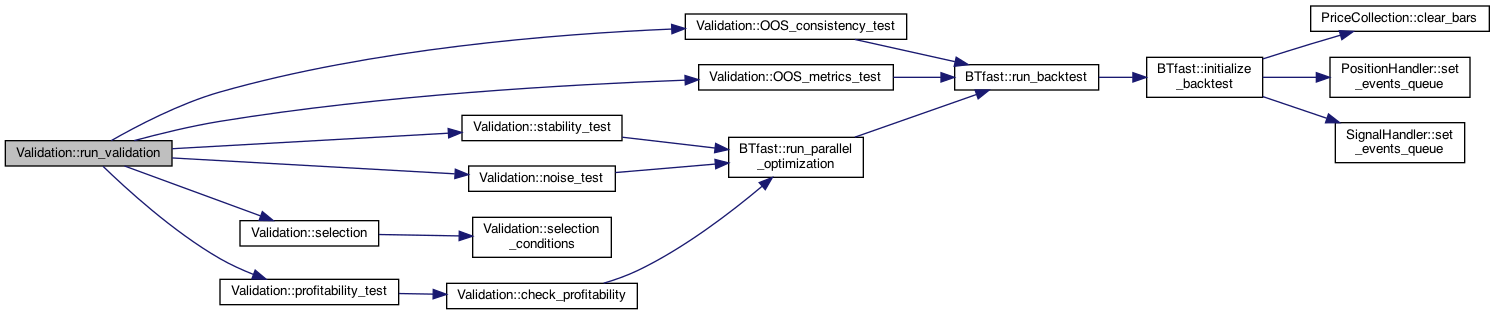 Validation::run_validation
Validation::OOS_consistency_test
Validation::OOS_metrics_test
Validation::stability_test
Validation::noise_test
Validation::selection
Validation::selection
_conditions
Validation::profitability_test
Validation::check_profitability
BTfast::run_parallel
_optimization
BTfast::run_backtest
BTfast::initialize
_backtest
PriceCollection::clear_bars
PositionHandler::set
_events_queue
SignalHandler::set
_events_queue